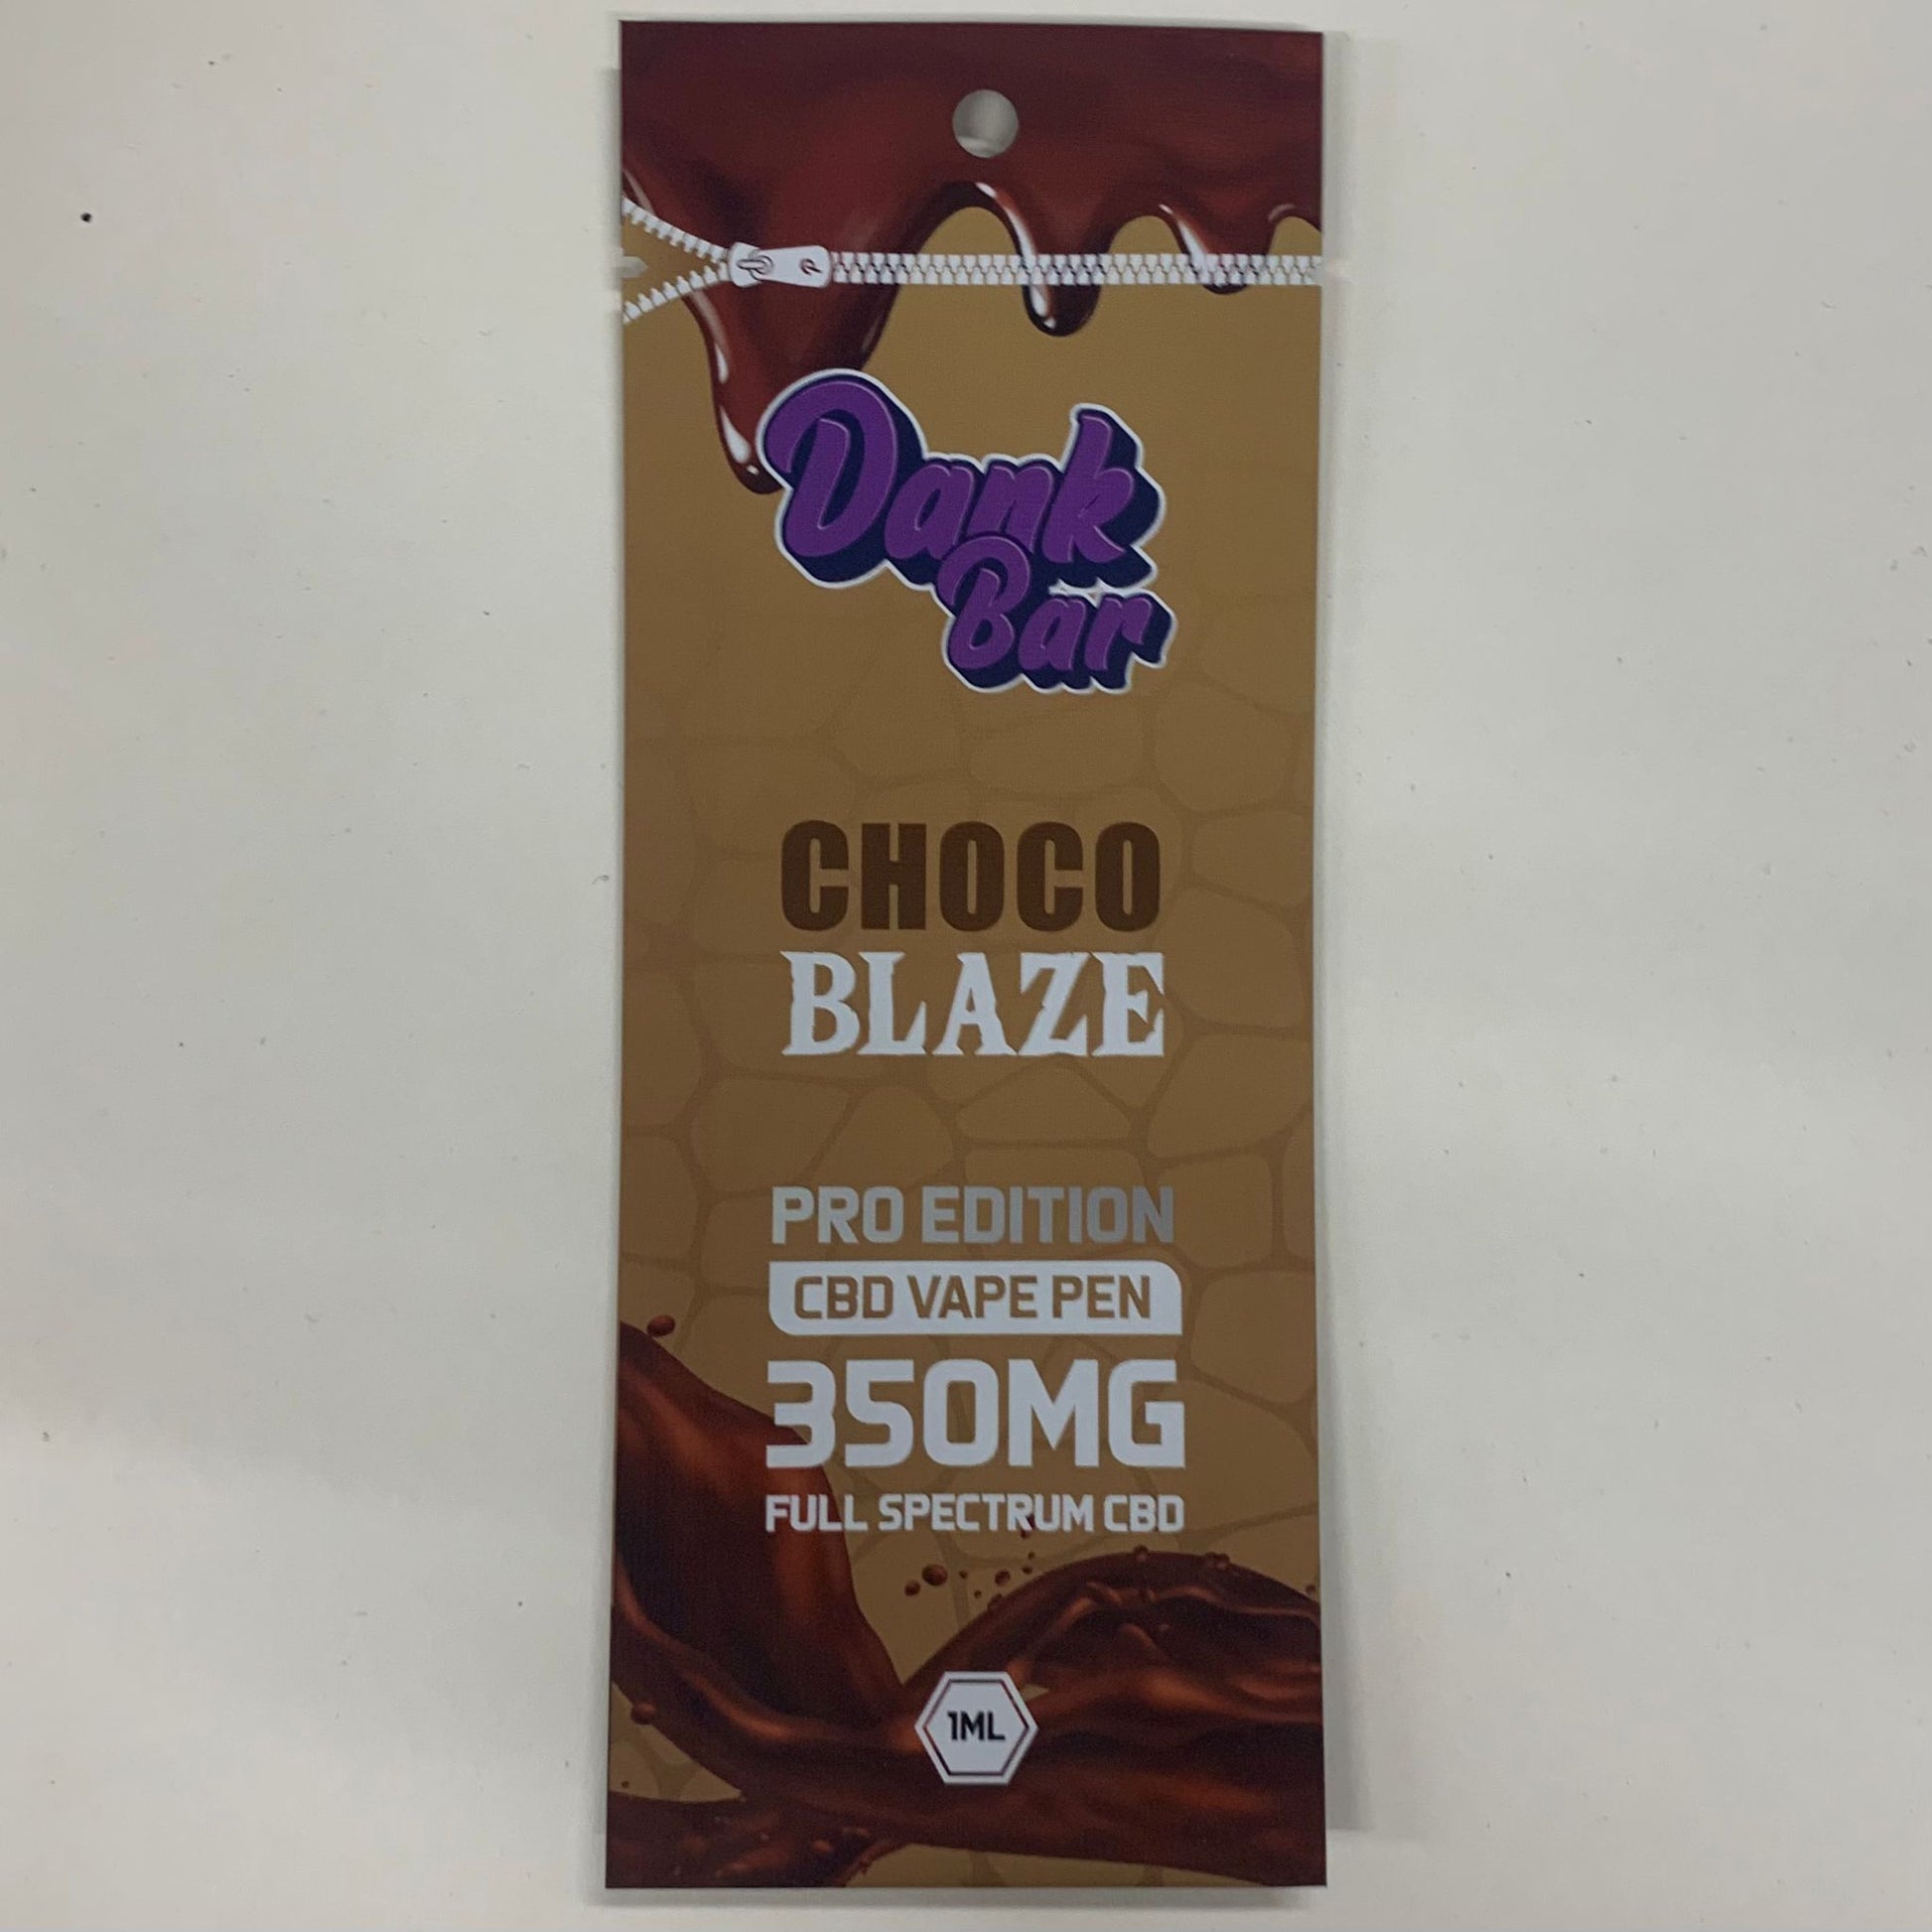 Dank
Bar
CHOCO
BLAZE
PRO EDITION
CBD VAPE PEN
350MG
FULL SPECTRUM CBD
1ML